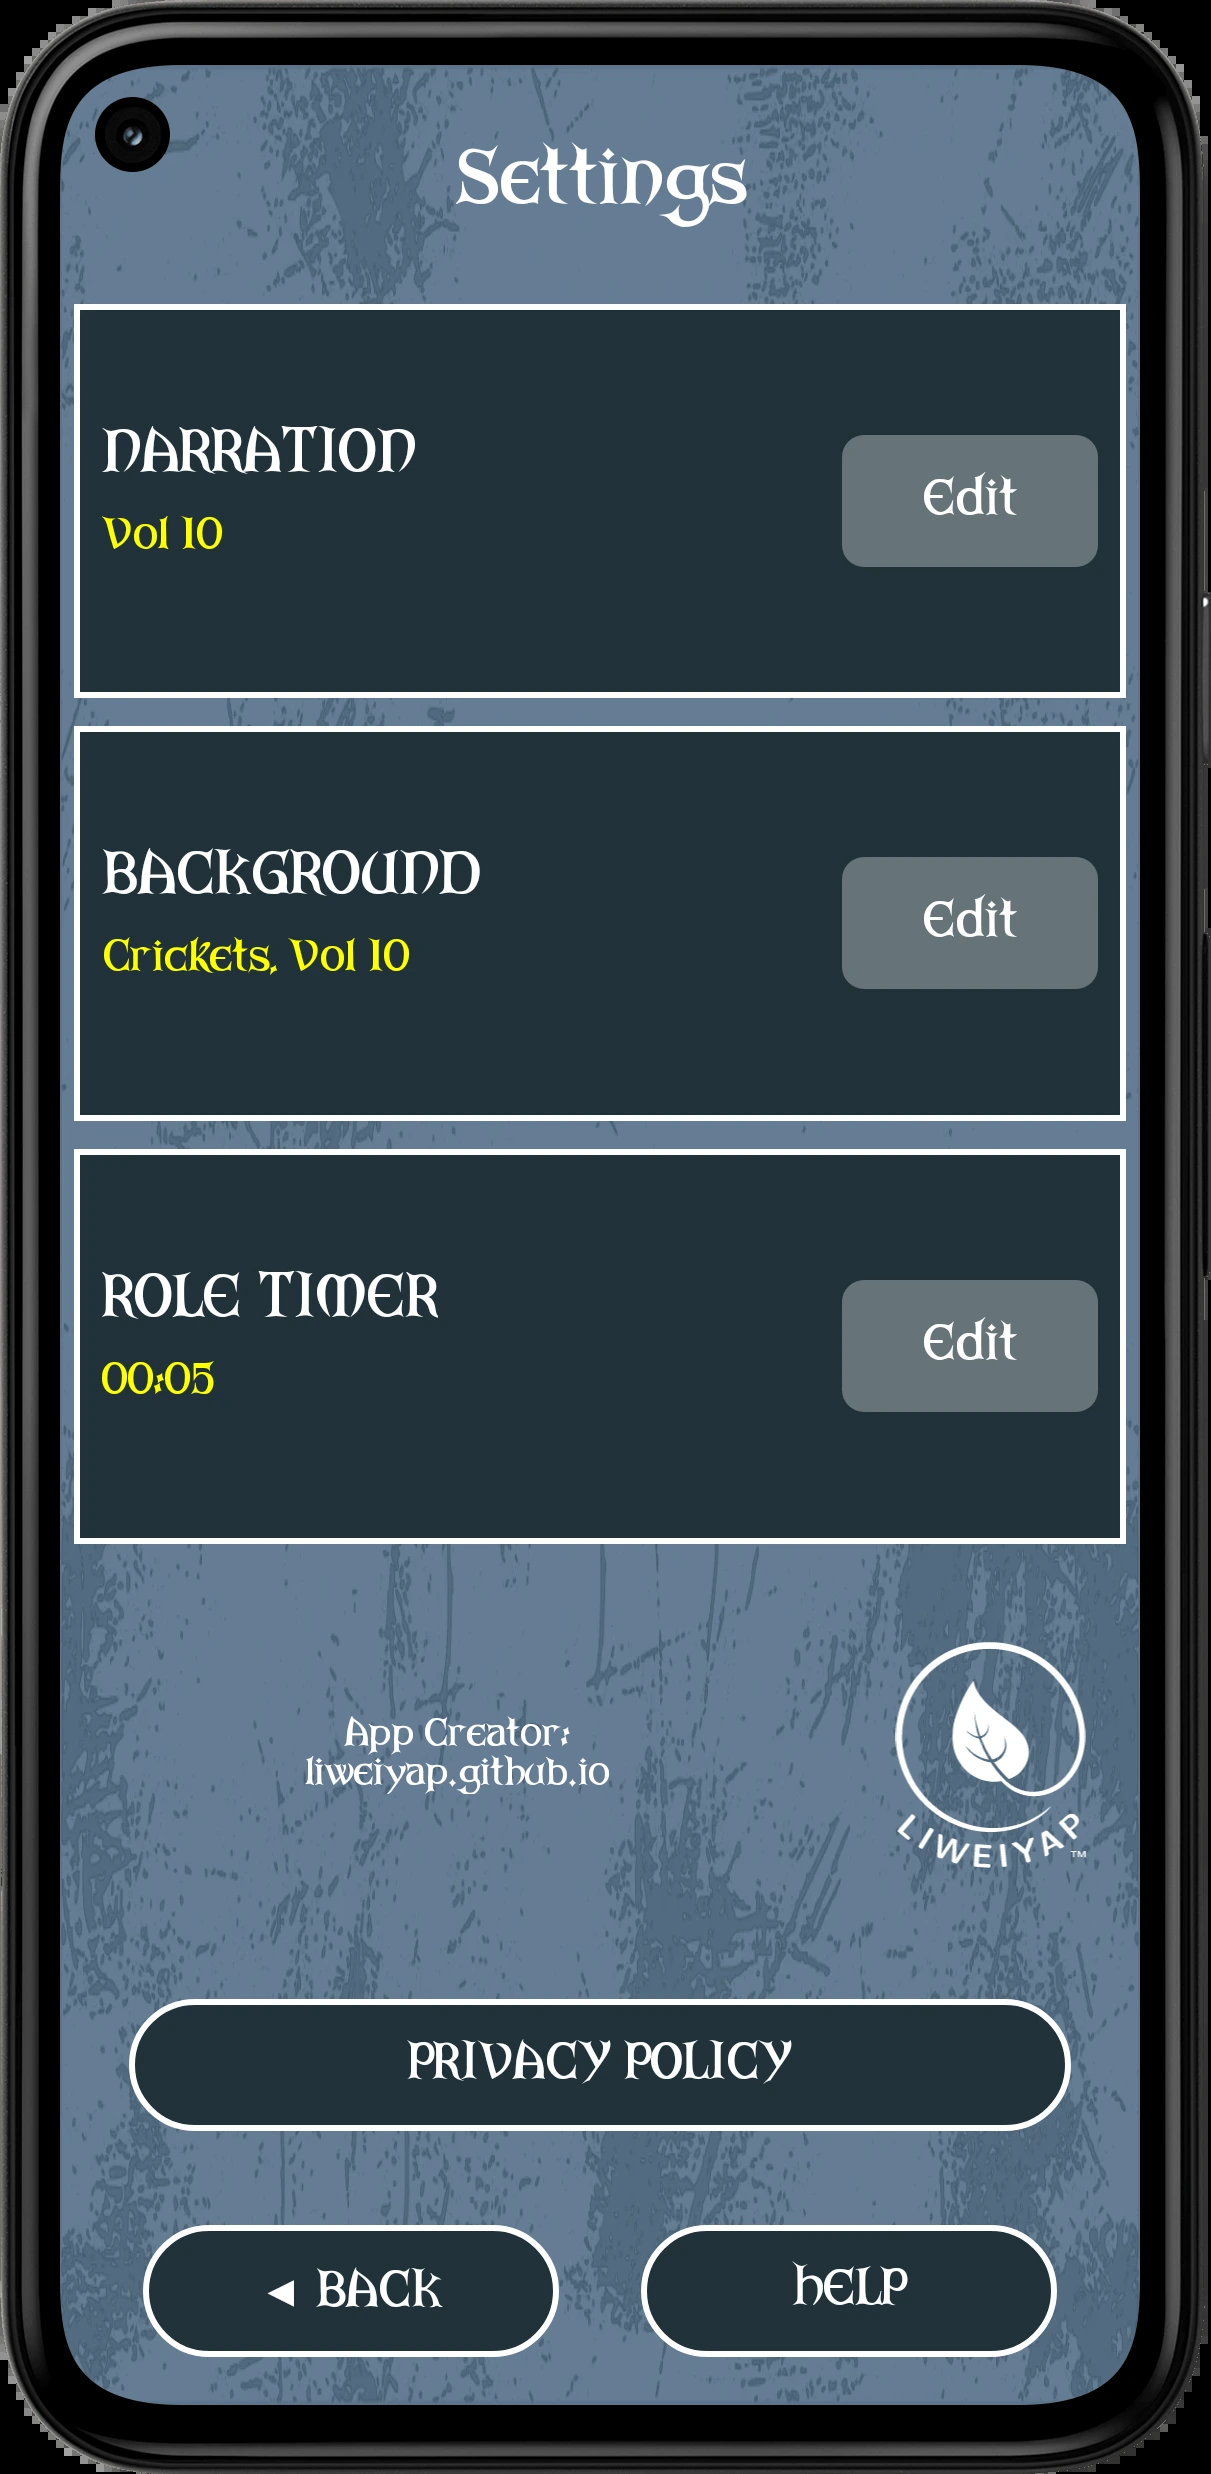 Settings
NARRATION
Vol 10
Edit
BACKGROUND
Crickets, Vol 10
Edit
ROLE TIMER
00:05
Edit
App Creator:
liweiyap.github.io
LIWEIYAP™
PRIVACY POLICY
◄ BACK
HELP